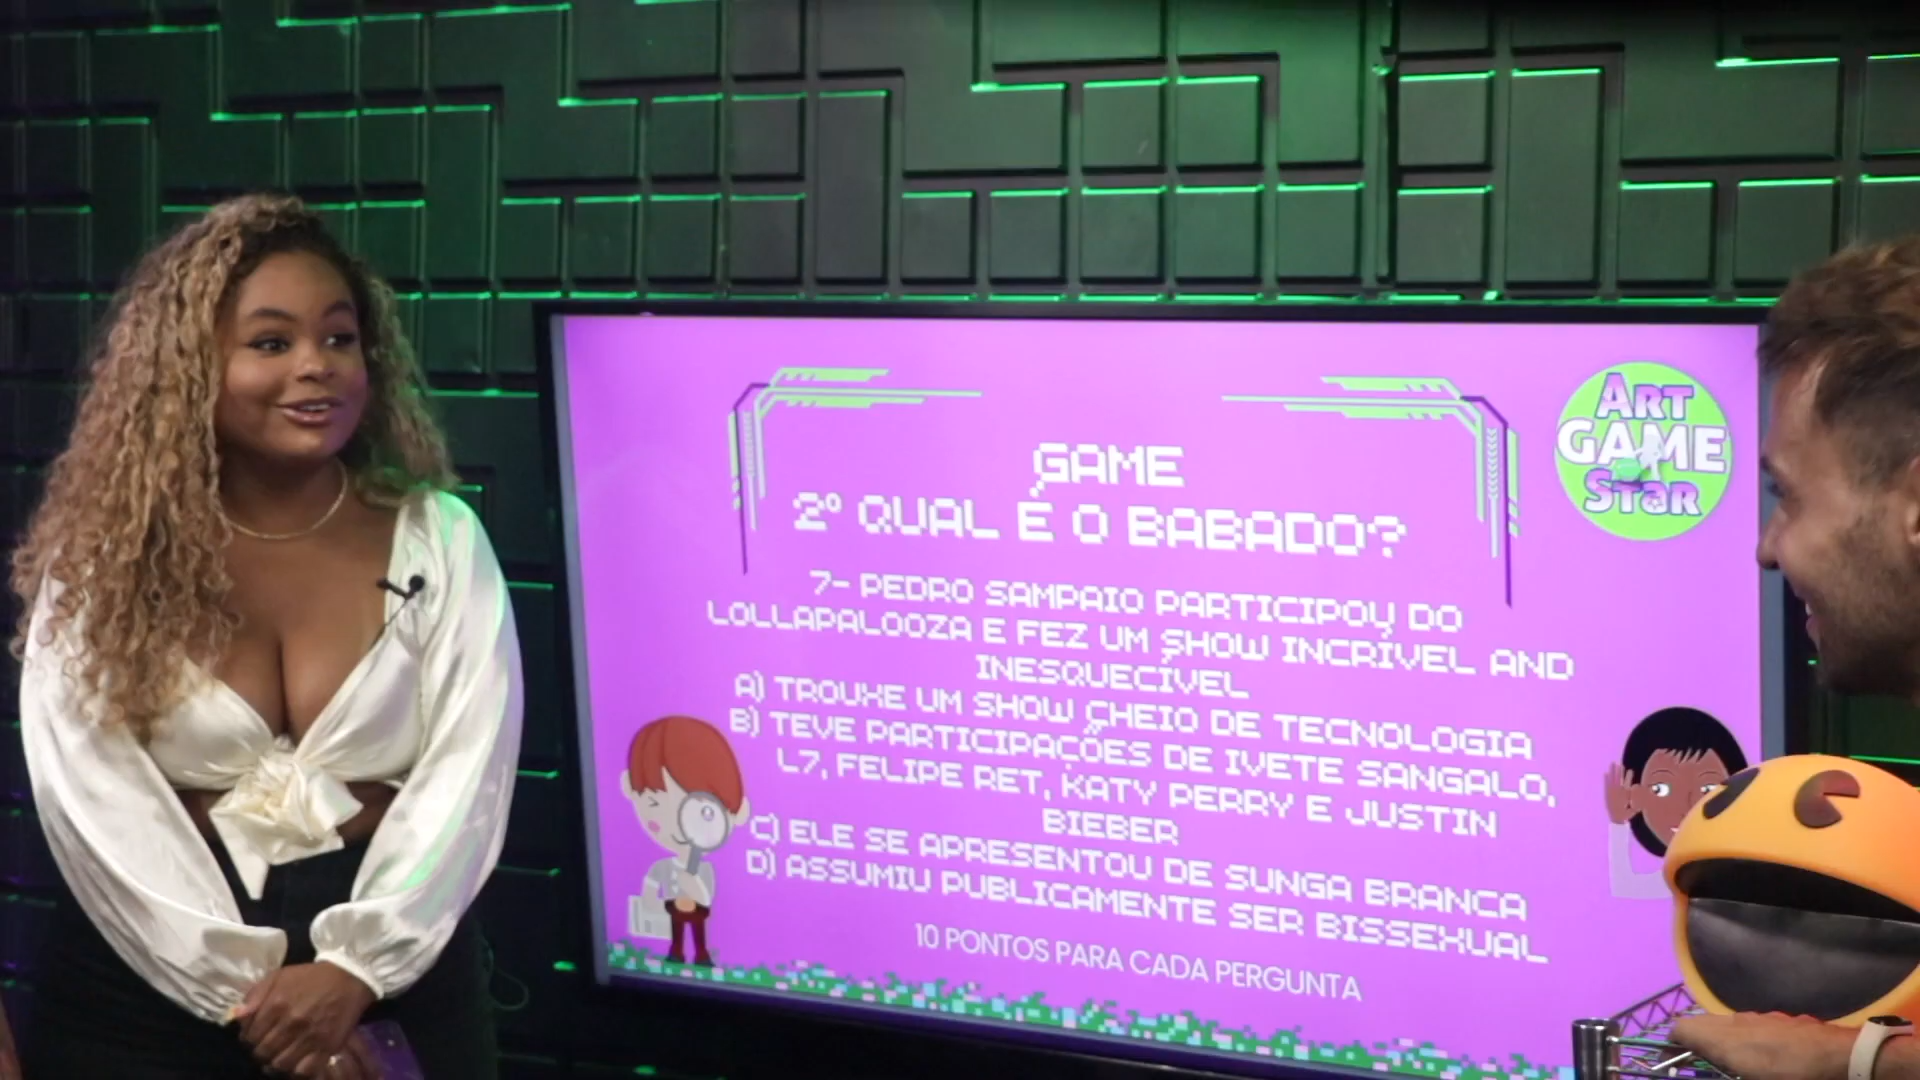 ART
GAME
STAR
GAME
2º QUAL É O BABADO?
7- PEDRO SAMPAIO PARTICIPOU DO
LOLLAPALOOZA E FEZ UM SHOW INCRÍVEL AND
INESQUECÍVEL
A) TROUXE UM SHOW CHEIO DE TECNOLOGIA
B) TEVE PARTICIPAÇÕES DE IVETE SANGALO,
L7, FELIPE RET, KATY PERRY E JUSTIN
BIEBER
C) ELE SE APRESENTOU DE SUNGA BRANCA
D) ASSUMIU PUBLICAMENTE SER BISSEXUAL
10 PONTOS PARA CADA PERGUNTA